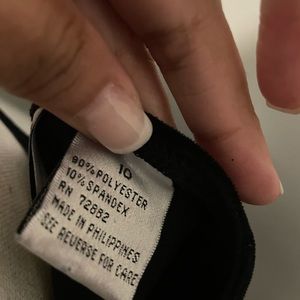 10
90% POLYESTER
10% SPANDEX
RN 72882
MADE IN PHILIPPINES
SEE REVERSE FOR CARE